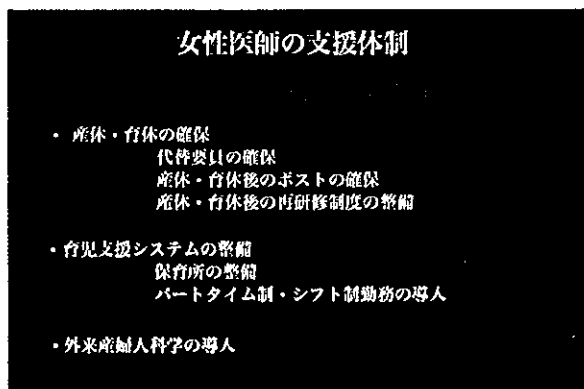 女性医師の支援体制
・ 産休・育休の確保
代替要員の確保
産休・育休後のポストの確保
産休・育休後の再研修制度の整備
・育児支援システムの整備
保育所の整備
パートタイム制・シフト制勤務の導入
・外来産婦人科学の導入